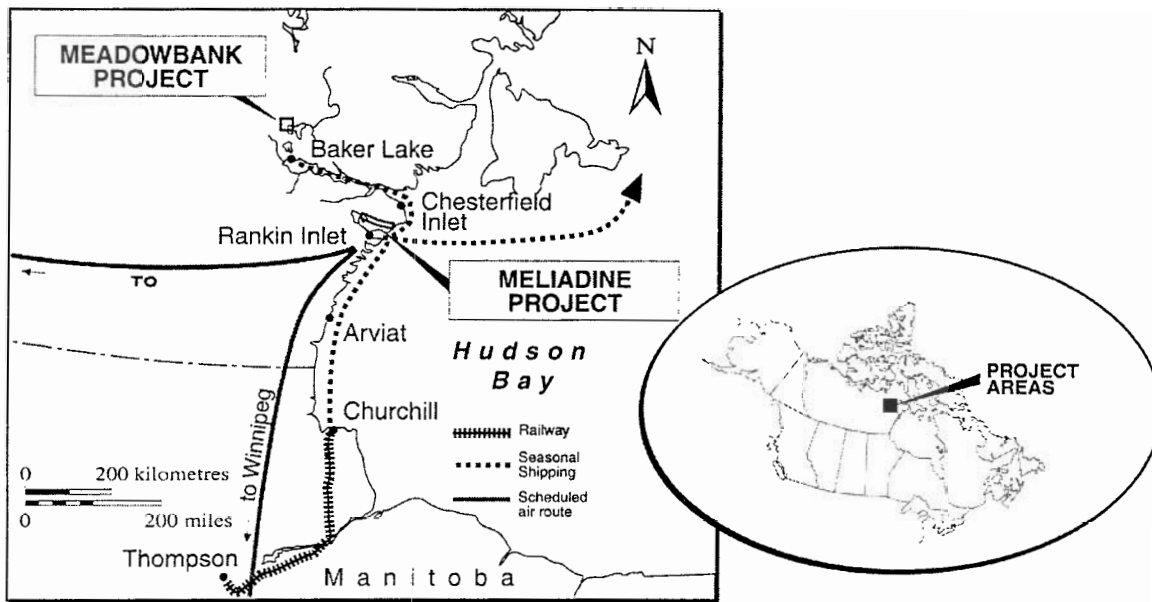 MEADOWBANK
PROJECT
N
Baker Lake
Chesterfield
Inlet
Rankin Inlet
TO
MELIADINE
PROJECT
Arviat
Hudson
Bay
PROJECT
AREAS
Churchill
to Winnipeg
Railway
Seasonal
Shipping
Scheduled
air route
0 200 kilometres
0 200 miles
Thompson
Manitoba